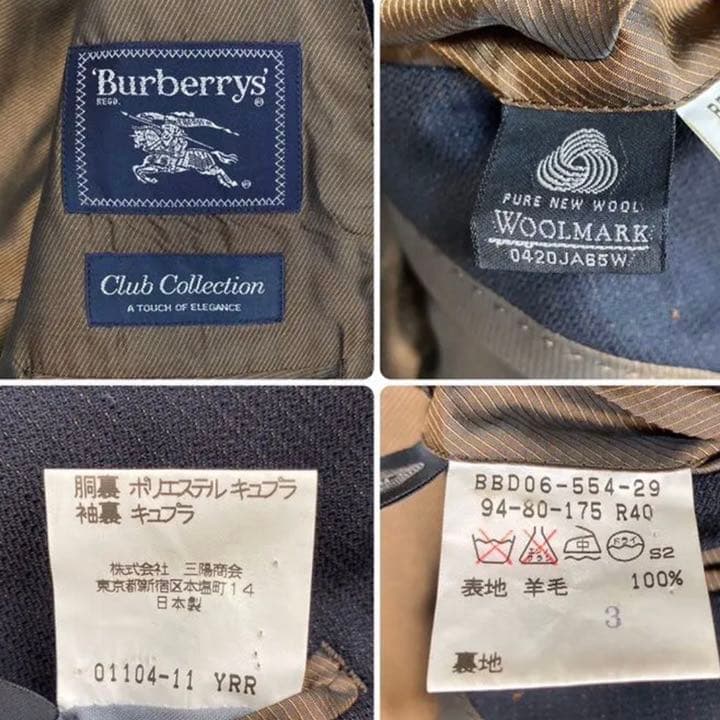 Burberrys'
REGD.
Club Collection
A TOUCH OF ELEGANCE
PURE NEW WOOL
WOOLMARK
0420JA65W
胴裏 ポリエステル キュプラ
袖裏 キュプラ
株式会社 三陽商会
東京都新宿区本塩町14
日本製
01104-11 YRR
BBD06-554-29
94-80-175 R40
ドライ S2
表地 羊毛 100%
3
裏地